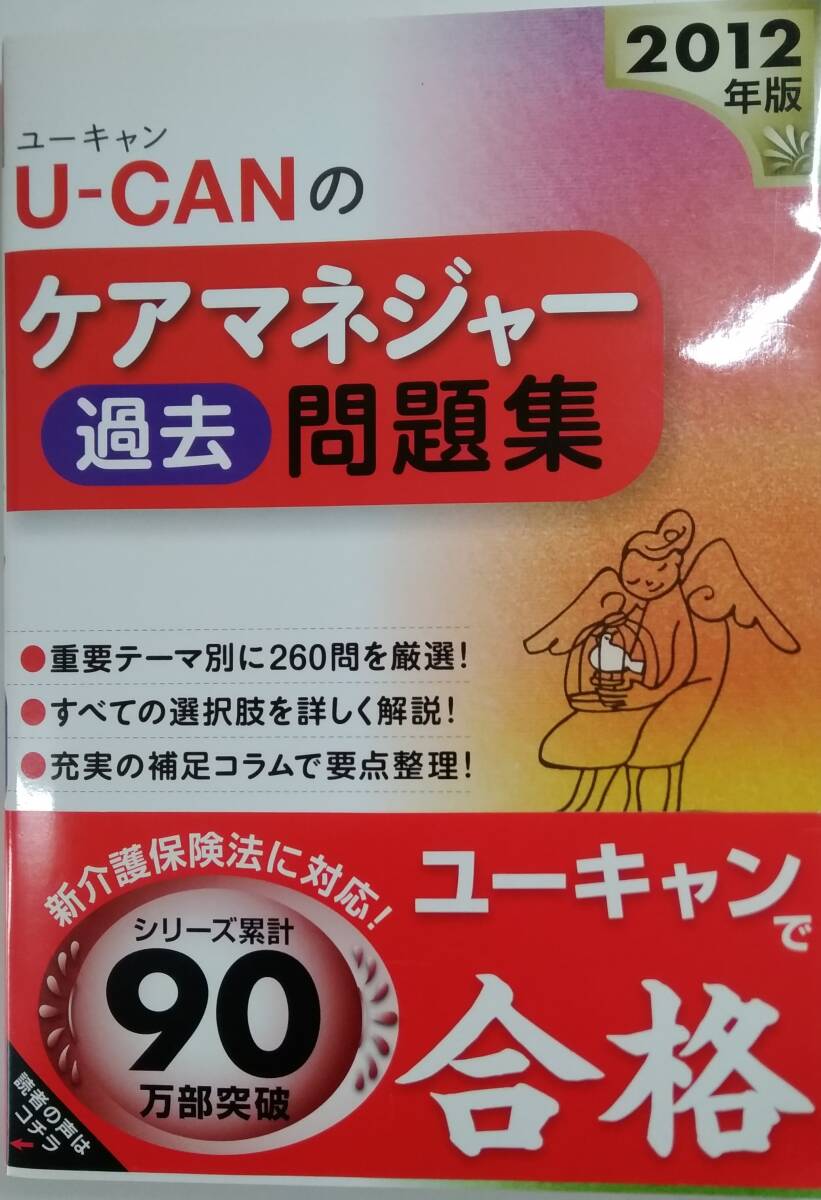 2012
年版
ユーキャン
U-CANの
ケアマネジャー
過去 問題集
●重要テーマ別に260問を厳選!
●すべての選択肢を詳しく解説!
●充実の補足コラムで要点整理!
新介護保険法に対応!
シリーズ累計
90
万部突破
ユーキャンで
合格
読者の声は
コチラ